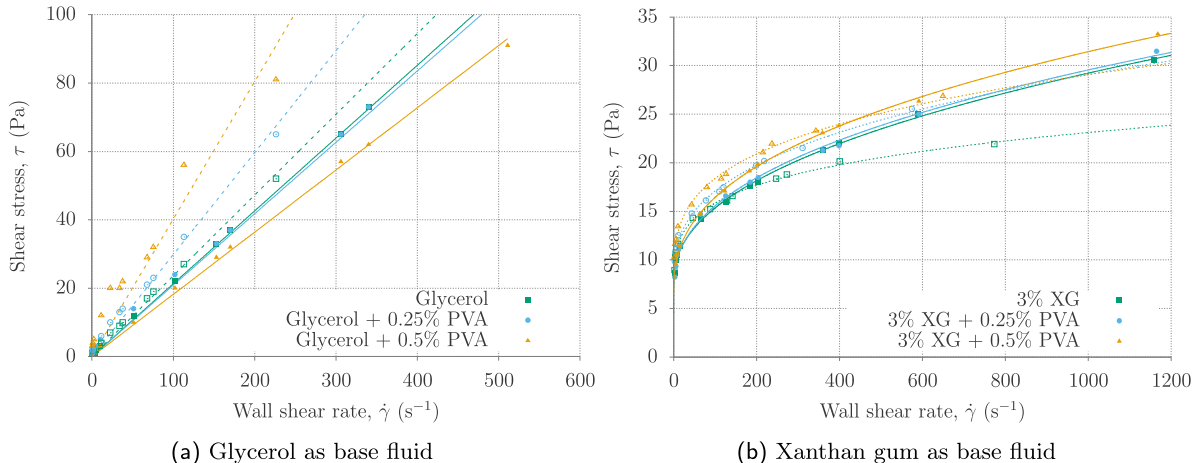 100
80
60
40
20
0
0 100 200 300 400 500 600
Shear stress, τ (Pa)
Wall shear rate, γ̇ (s⁻¹)
Glycerol
Glycerol + 0.25% PVA
Glycerol + 0.5% PVA
(a) Glycerol as base fluid
35
30
25
20
15
10
5
0
0 200 400 600 800 1000 1200
Shear stress, τ (Pa)
Wall shear rate, γ̇ (s⁻¹)
3% XG
3% XG + 0.25% PVA
3% XG + 0.5% PVA
(b) Xanthan gum as base fluid